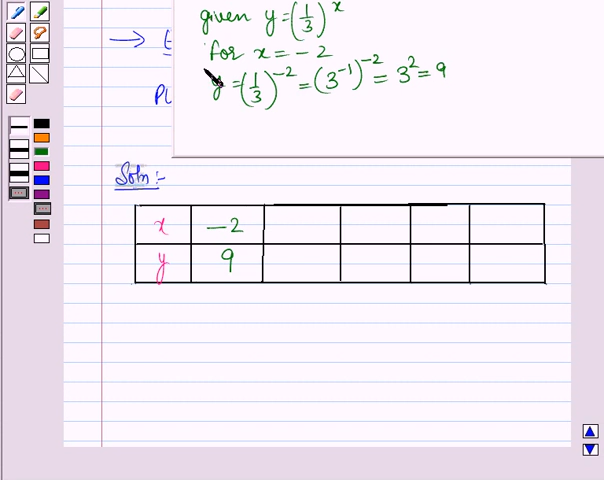 given y = (1/3)^x
for x = -2
y = (1/3)^-2 = (3^-1)^-2 = 3^2 = 9
Soln:-
x -2
y 9